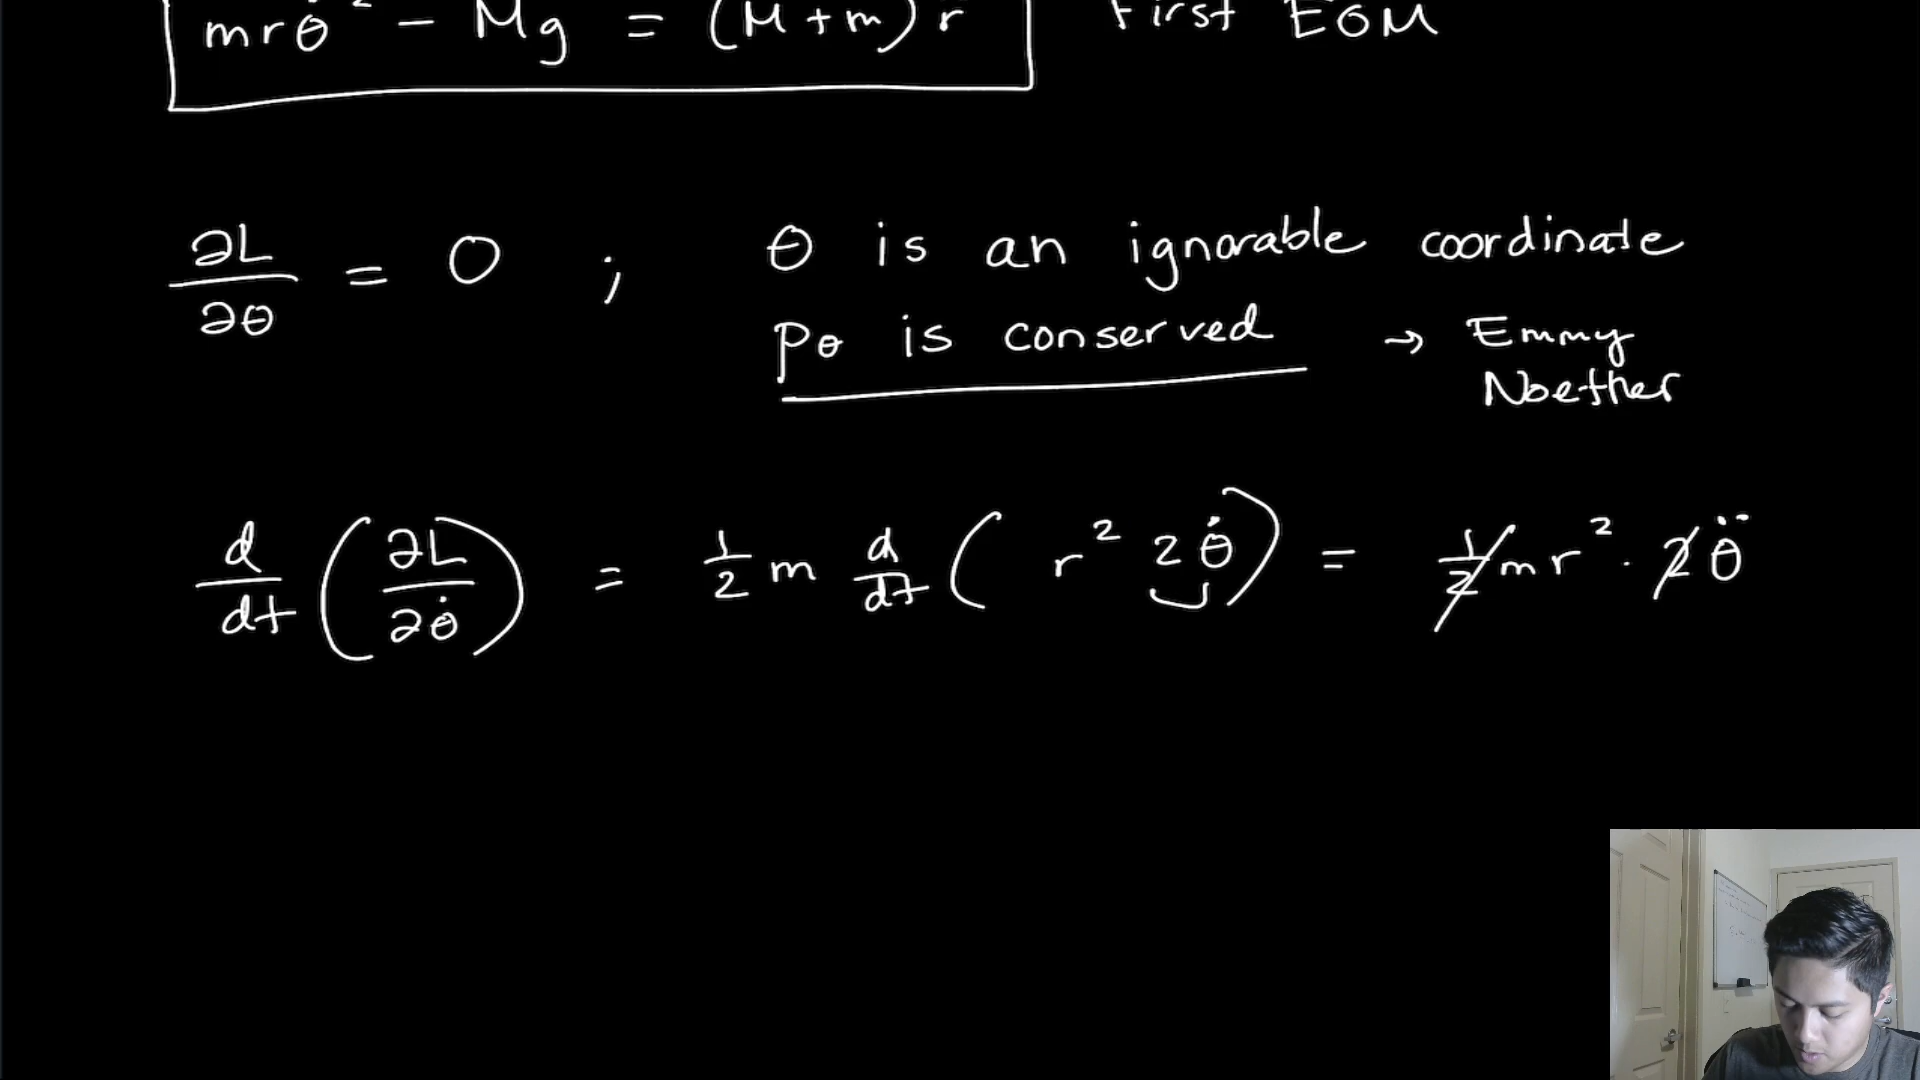 mrθ̇² - Mg = (M+m) r̈ First EOM
∂L/∂θ = 0 ; θ is an ignorable coordinate
pθ is conserved → Emmy
Noether
d/dt (∂L/∂θ̇) = 1/2 m d/dt ( r² 2θ̇ ) = 1/2 mr² · 2θ̈